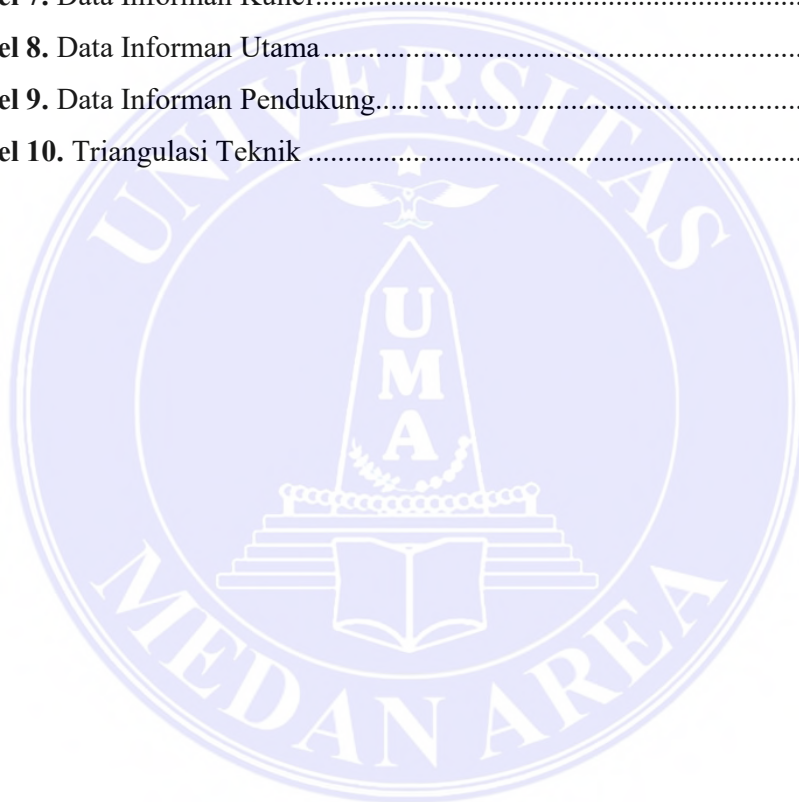 el 7. Data Informan Kunci................................................................
el 8. Data Informan Utama................................................................
el 9. Data Informan Pendukung................................................................
el 10. Triangulasi Teknik ................................................................
UNIVERSITAS
U
M
A
MEDAN AREA